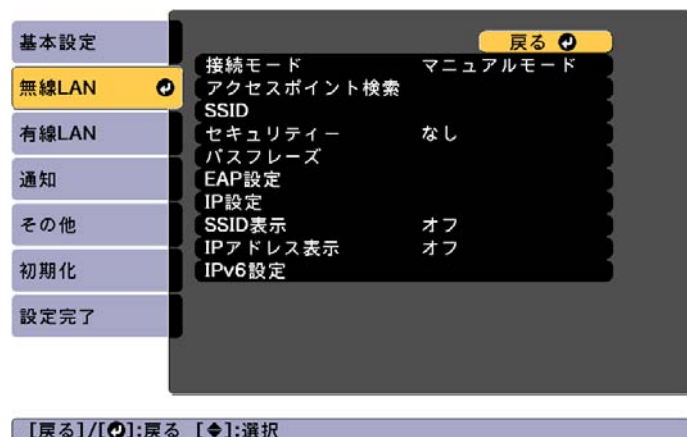 基本設定
無線LAN
有線LAN
通知
その他
初期化
設定完了
戻る
接続モード マニュアルモード
アクセスポイント検索
SSID
セキュリティー なし
パスフレーズ
EAP設定
IP設定
SSID表示 オフ
IPアドレス表示 オフ
IPv6設定
[戻る]/[⏎]:戻る [◆]:選択